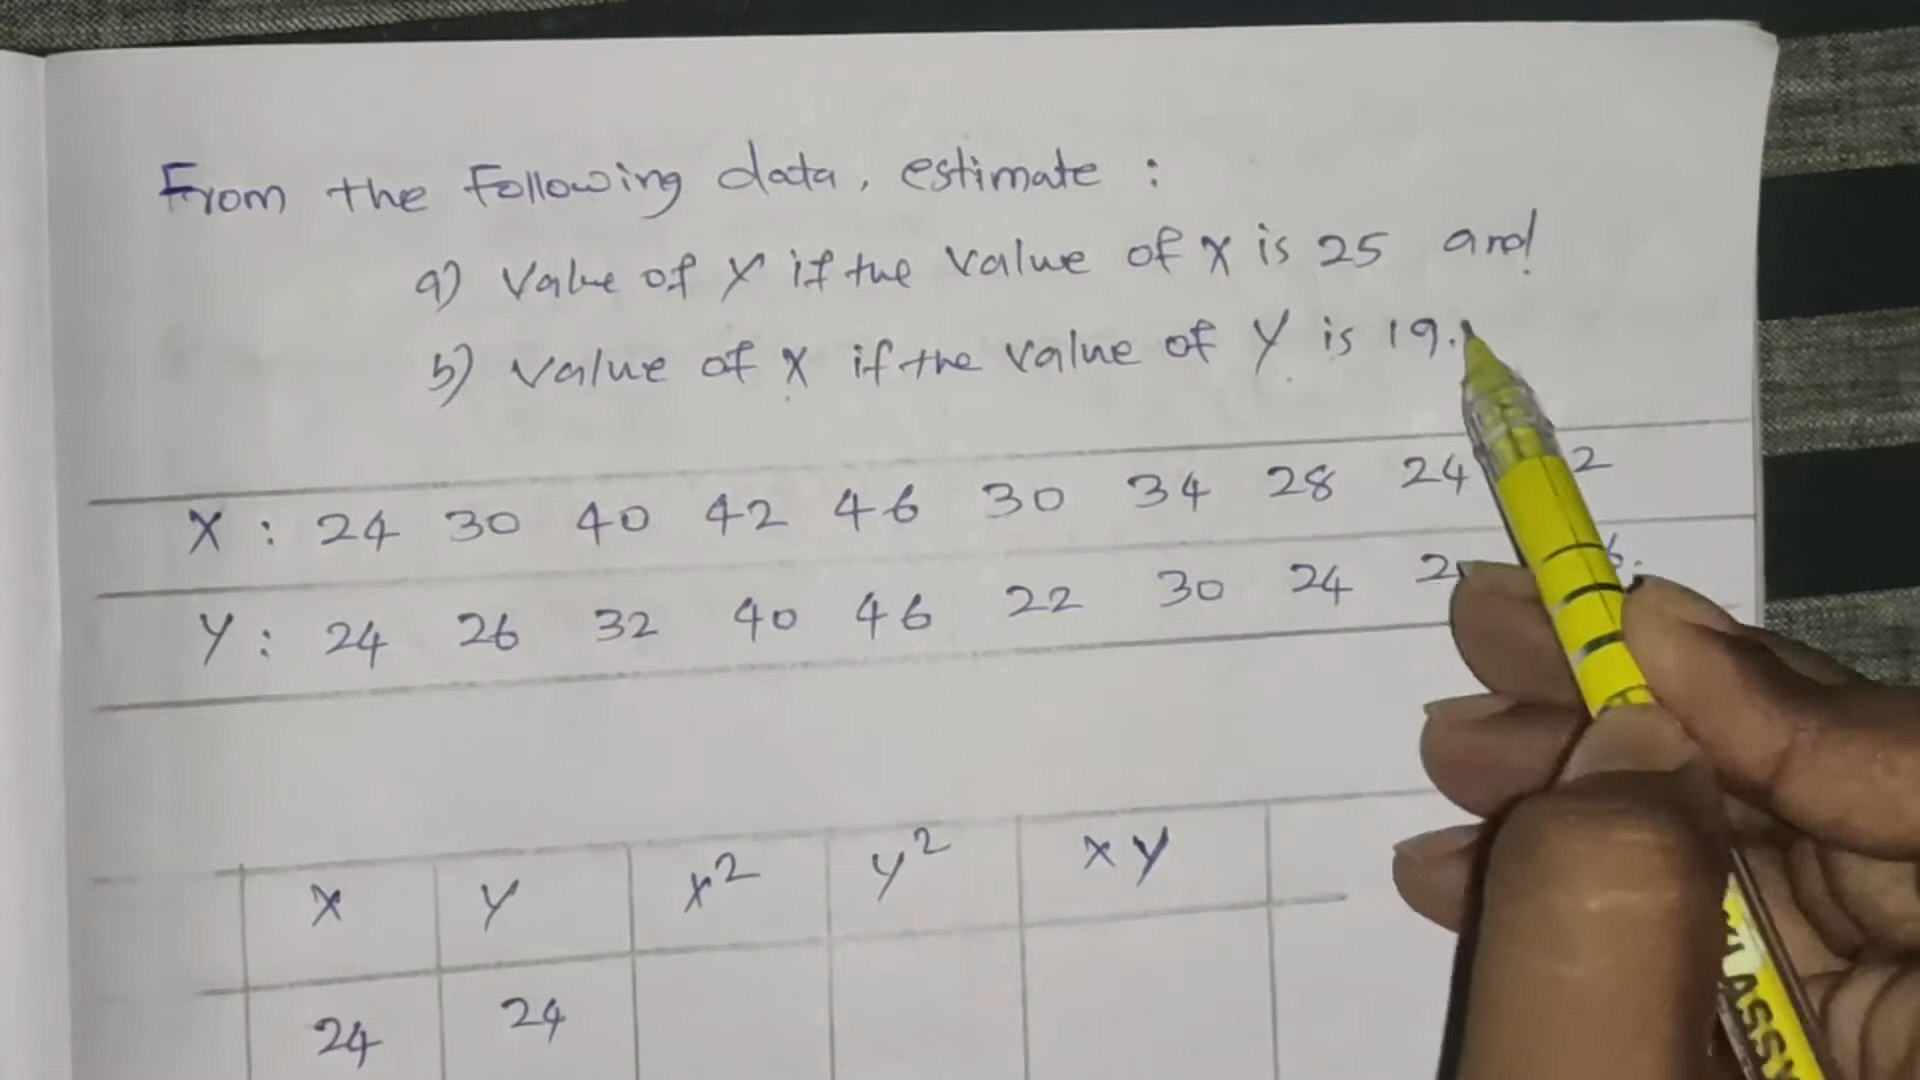 From the following data, estimate :
a) Value of Y if the value of X is 25 and
b) value of X if the value of Y is 19.
X : 24 30 40 42 46 30 34 28 24
Y : 24 26 32 40 46 22 30 24
X Y X² Y² XY
24 24
KLASSY